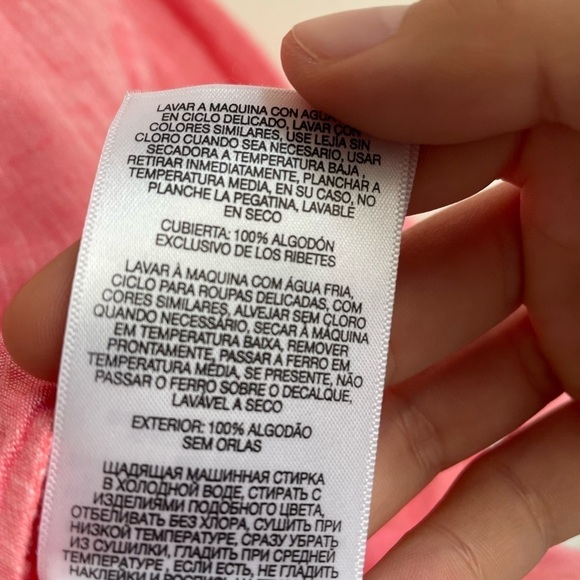 LAVAR A MAQUINA CON AGUA
EN CICLO DELICADO, LAVAR CON
COLORES SIMILARES, USE LEJÍA SIN
CLORO CUANDO SEA NECESARIO, USAR
SECADORA A TEMPERATURA BAJA ,
RETIRAR INMEDIATAMENTE, PLANCHAR A
TEMPERATURA MEDIA, EN SU CASO, NO
PLANCHE LA PEGATINA, LAVABLE
EN SECO
CUBIERTA: 100% ALGODÓN
EXCLUSIVO DE LOS RIBETES
LAVAR À MAQUINA COM ÁGUA FRIA,
CICLO PARA ROUPAS DELICADAS, COM
CORES SIMILARES, ALVEJAR SEM CLORO
QUANDO NECESSÁRIO, SECAR À MÁQUINA
EM TEMPERATURA BAIXA, REMOVER
PRONTAMENTE, PASSAR A FERRO EM
TEMPERATURA MÉDIA, SE PRESENTE, NÃO
PASSAR O FERRO SOBRE O DECALQUE,
LAVÁVEL A SECO
EXTERIOR: 100% ALGODÃO
SEM ORLAS
ЩАДЯЩАЯ МАШИННАЯ СТИРКА
В ХОЛОДНОЙ ВОДЕ, СТИРАТЬ С
ИЗДЕЛИЯМИ ПОДОБНОГО ЦВЕТА,
ОТБЕЛИВАТЬ БЕЗ ХЛОРА, СУШИТЬ ПРИ
НИЗКОЙ ТЕМПЕРАТУРЕ, СРАЗУ УБРАТЬ
ИЗ СУШИЛКИ, ГЛАДИТЬ ПРИ СРЕДНЕЙ
ТЕМПЕРАТУРЕ , ЕСЛИ ЕСТЬ, НЕ ГЛАДИТЬ
НАКЛЕЙКИ И